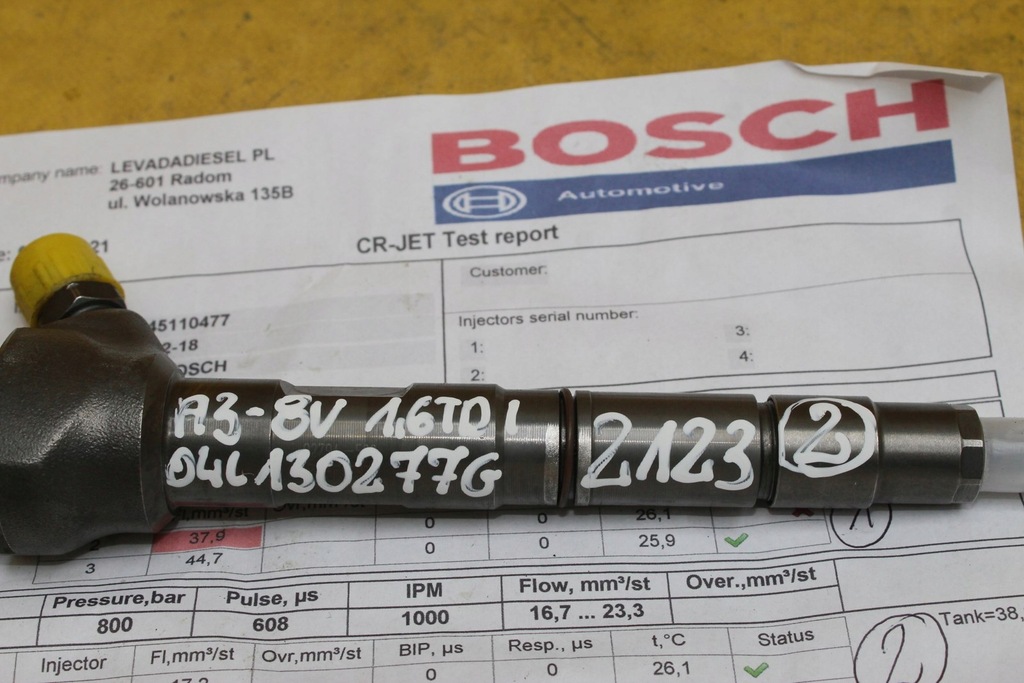 BOSCH
Automotive
mpany name: LEVADADIESEL PL
26-601 Radom
ul. Wolanowska 135B
21
CR-JET Test report
Customer:
45110477
2-18
OSCH
Injectors serial number:
1:
2:
3:
4:
A3-8V 1,6TDI
04L130277G
2123
2
mm³/st
0 0 26,1
37,9
3 44,7 0 0 25,9
1
Pressure,bar Pulse, µs IPM Flow, mm³/st Over.,mm³/st
800 608 1000 16,7 ... 23,3
Tank=38,
2
Injector Fl,mm³/st Ovr,mm³/st BIP, µs Resp., µs t,°C Status
0 0 26,1